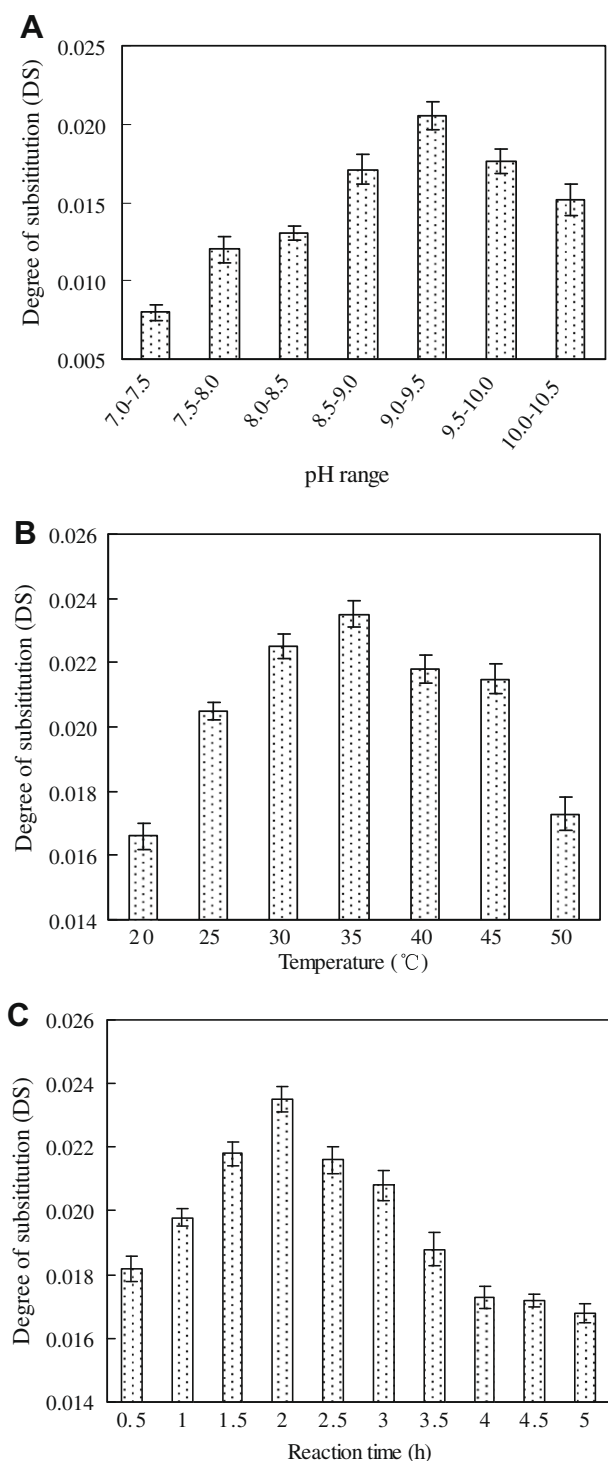 A
Degree of subsititution (DS)
0.025
0.020
0.015
0.010
0.005
7.0-7.5
7.5-8.0
8.0-8.5
8.5-9.0
9.0-9.5
9.5-10.0
10.0-10.5
pH range
B
Degree of subsititution (DS)
0.026
0.024
0.022
0.020
0.018
0.016
0.014
20 25 30 35 40 45 50
Temperature (℃)
C
Degree of subsititution (DS)
0.026
0.024
0.022
0.020
0.018
0.016
0.014
0.5 1 1.5 2 2.5 3 3.5 4 4.5 5
Reaction time (h)